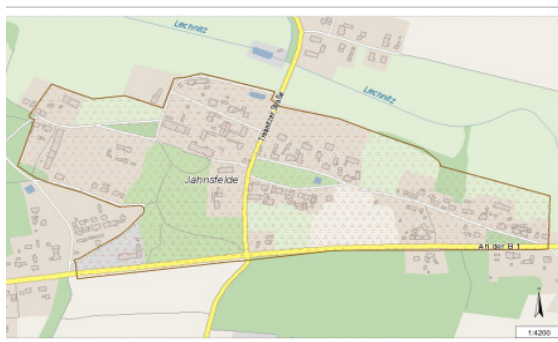 Lechnitz
Lechnitz
Trebnitzer Straße
Jahnsfelde
An der B 1
1:4200